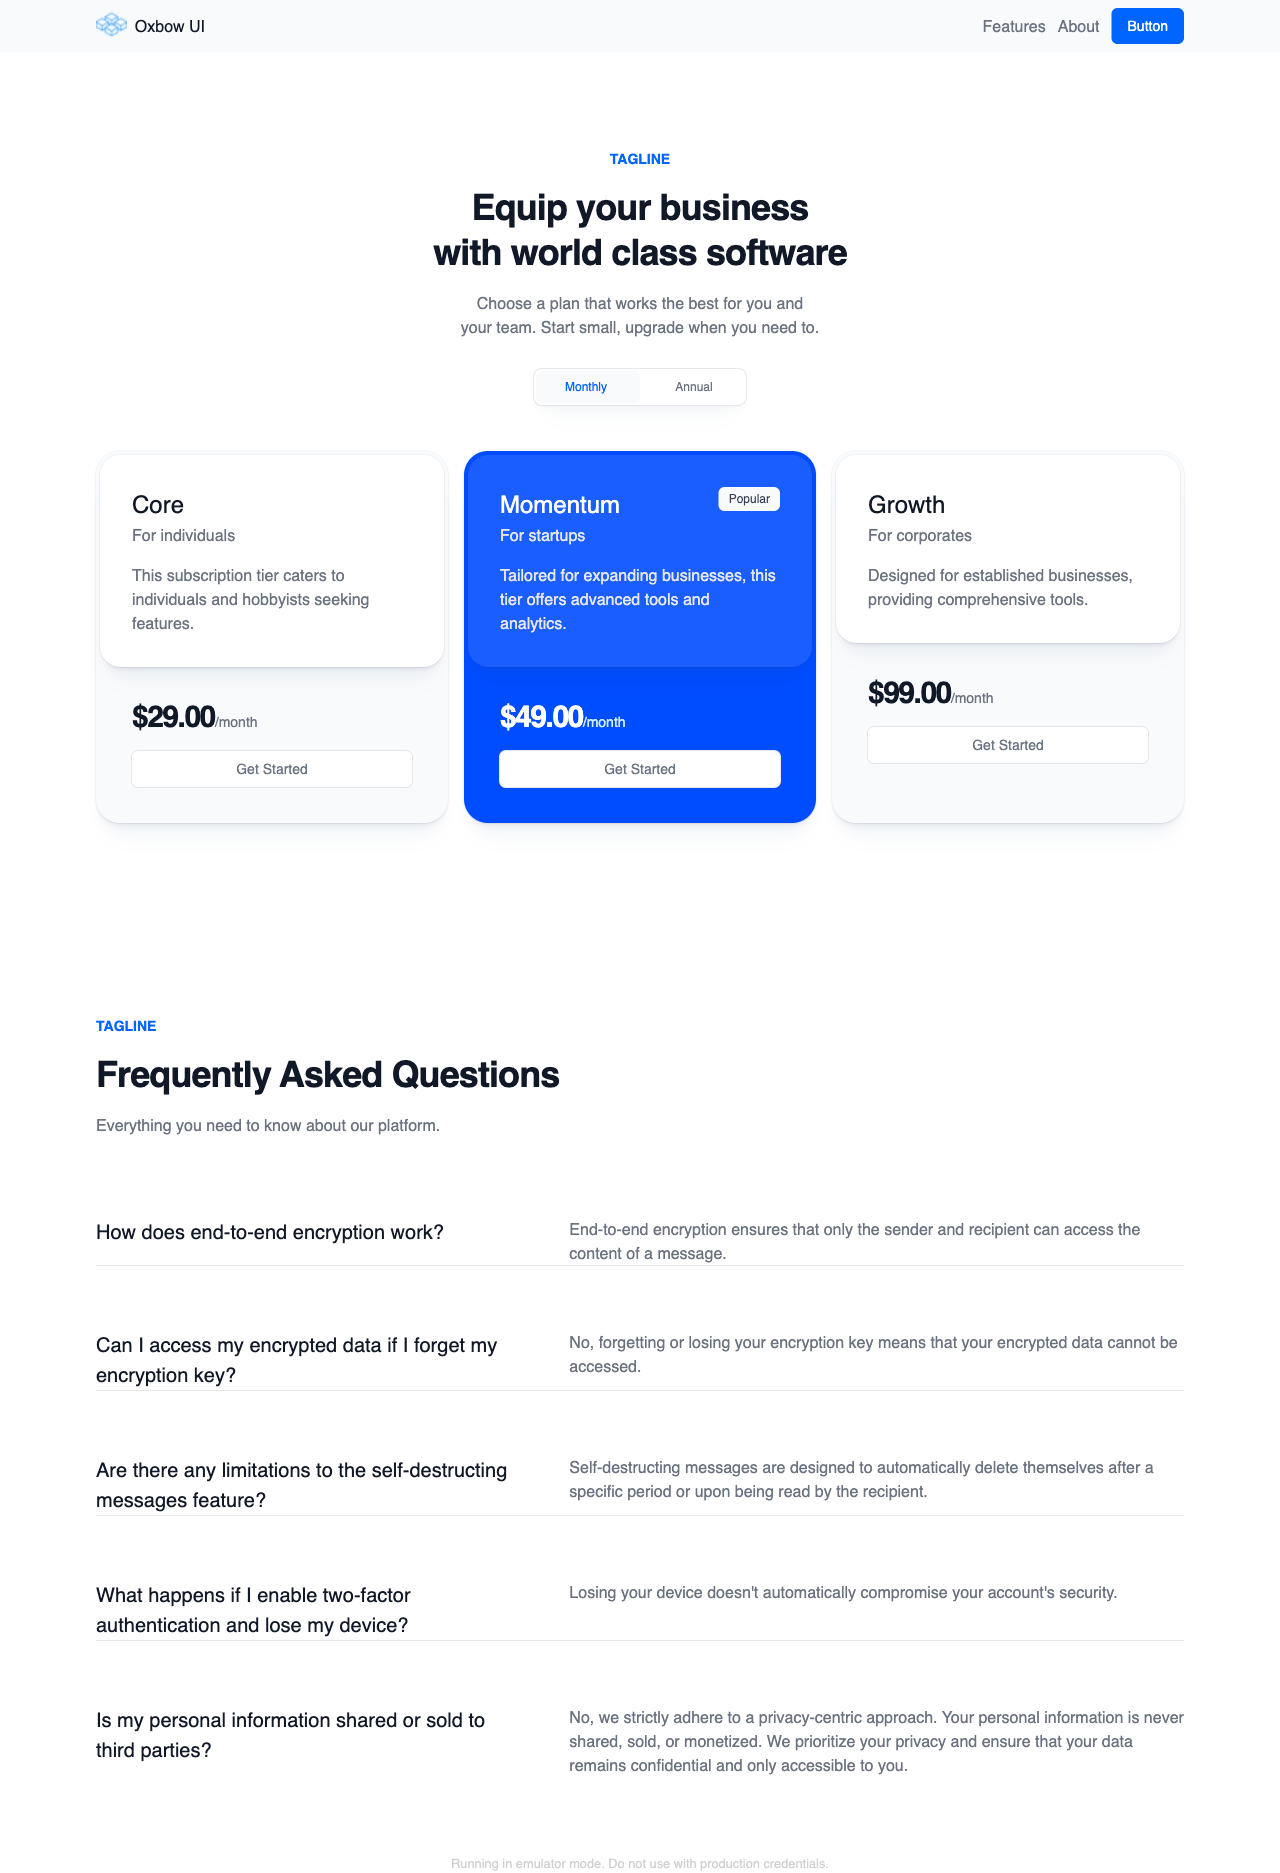 Oxbow UI
Features About Button
TAGLINE
Equip your business
with world class software
Choose a plan that works the best for you and
your team. Start small, upgrade when you need to.
Monthly Annual
Core
For individuals
This subscription tier caters to
individuals and hobbyists seeking
features.
$29.00/month
Get Started
Momentum
Popular
For startups
Tailored for expanding businesses, this
tier offers advanced tools and
analytics.
$49.00/month
Get Started
Growth
For corporates
Designed for established businesses,
providing comprehensive tools.
$99.00/month
Get Started
TAGLINE
Frequently Asked Questions
Everything you need to know about our platform.
How does end-to-end encryption work?
End-to-end encryption ensures that only the sender and recipient can access the
content of a message.
Can I access my encrypted data if I forget my
encryption key?
No, forgetting or losing your encryption key means that your encrypted data cannot be
accessed.
Are there any limitations to the self-destructing
messages feature?
Self-destructing messages are designed to automatically delete themselves after a
specific period or upon being read by the recipient.
What happens if I enable two-factor
authentication and lose my device?
Losing your device doesn't automatically compromise your account's security.
Is my personal information shared or sold to
third parties?
No, we strictly adhere to a privacy-centric approach. Your personal information is never
shared, sold, or monetized. We prioritize your privacy and ensure that your data
remains confidential and only accessible to you.
Running in emulator mode. Do not use with production credentials.